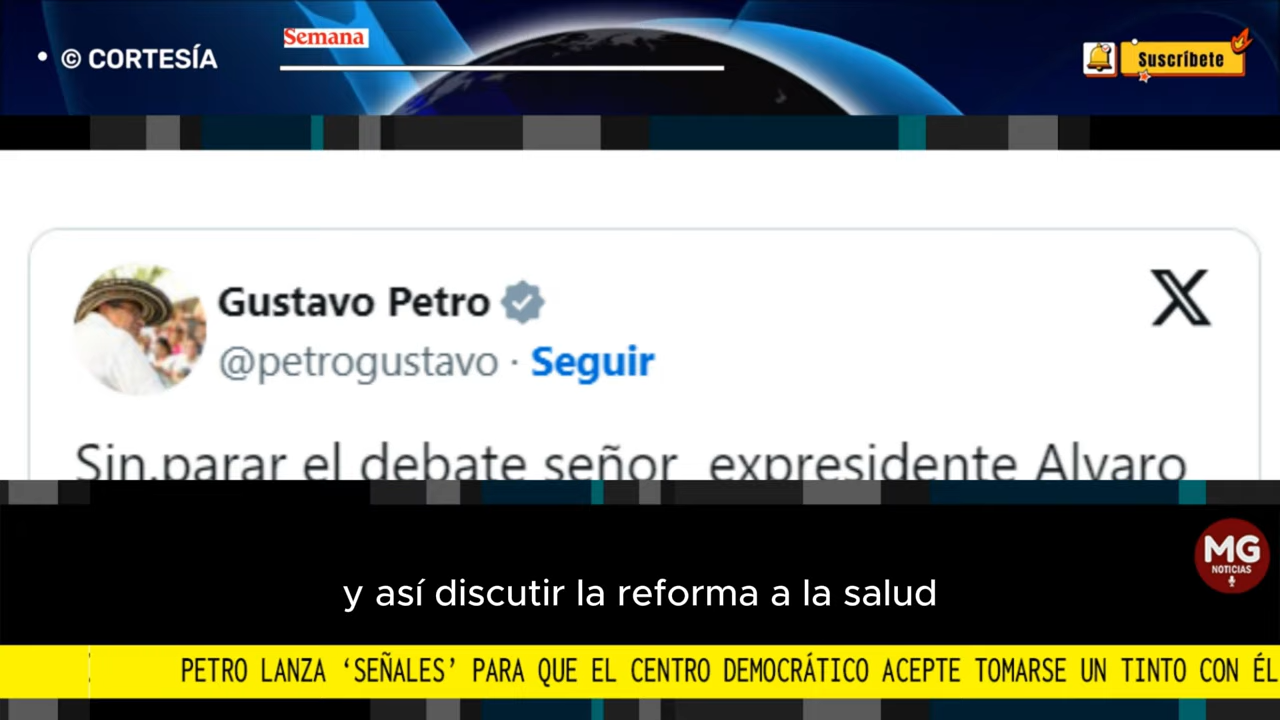 • © CORTESÍA
Semana
Suscríbete
Gustavo Petro
@petrogustavo · Seguir
Sin.parar el debate señor expresidente Alvaro
MG
NOTICIAS
y así discutir la reforma a la salud
PETRO LANZA ‘SEÑALES’ PARA QUE EL CENTRO DEMOCRÁTICO ACEPTE TOMARSE UN TINTO CON ÉL